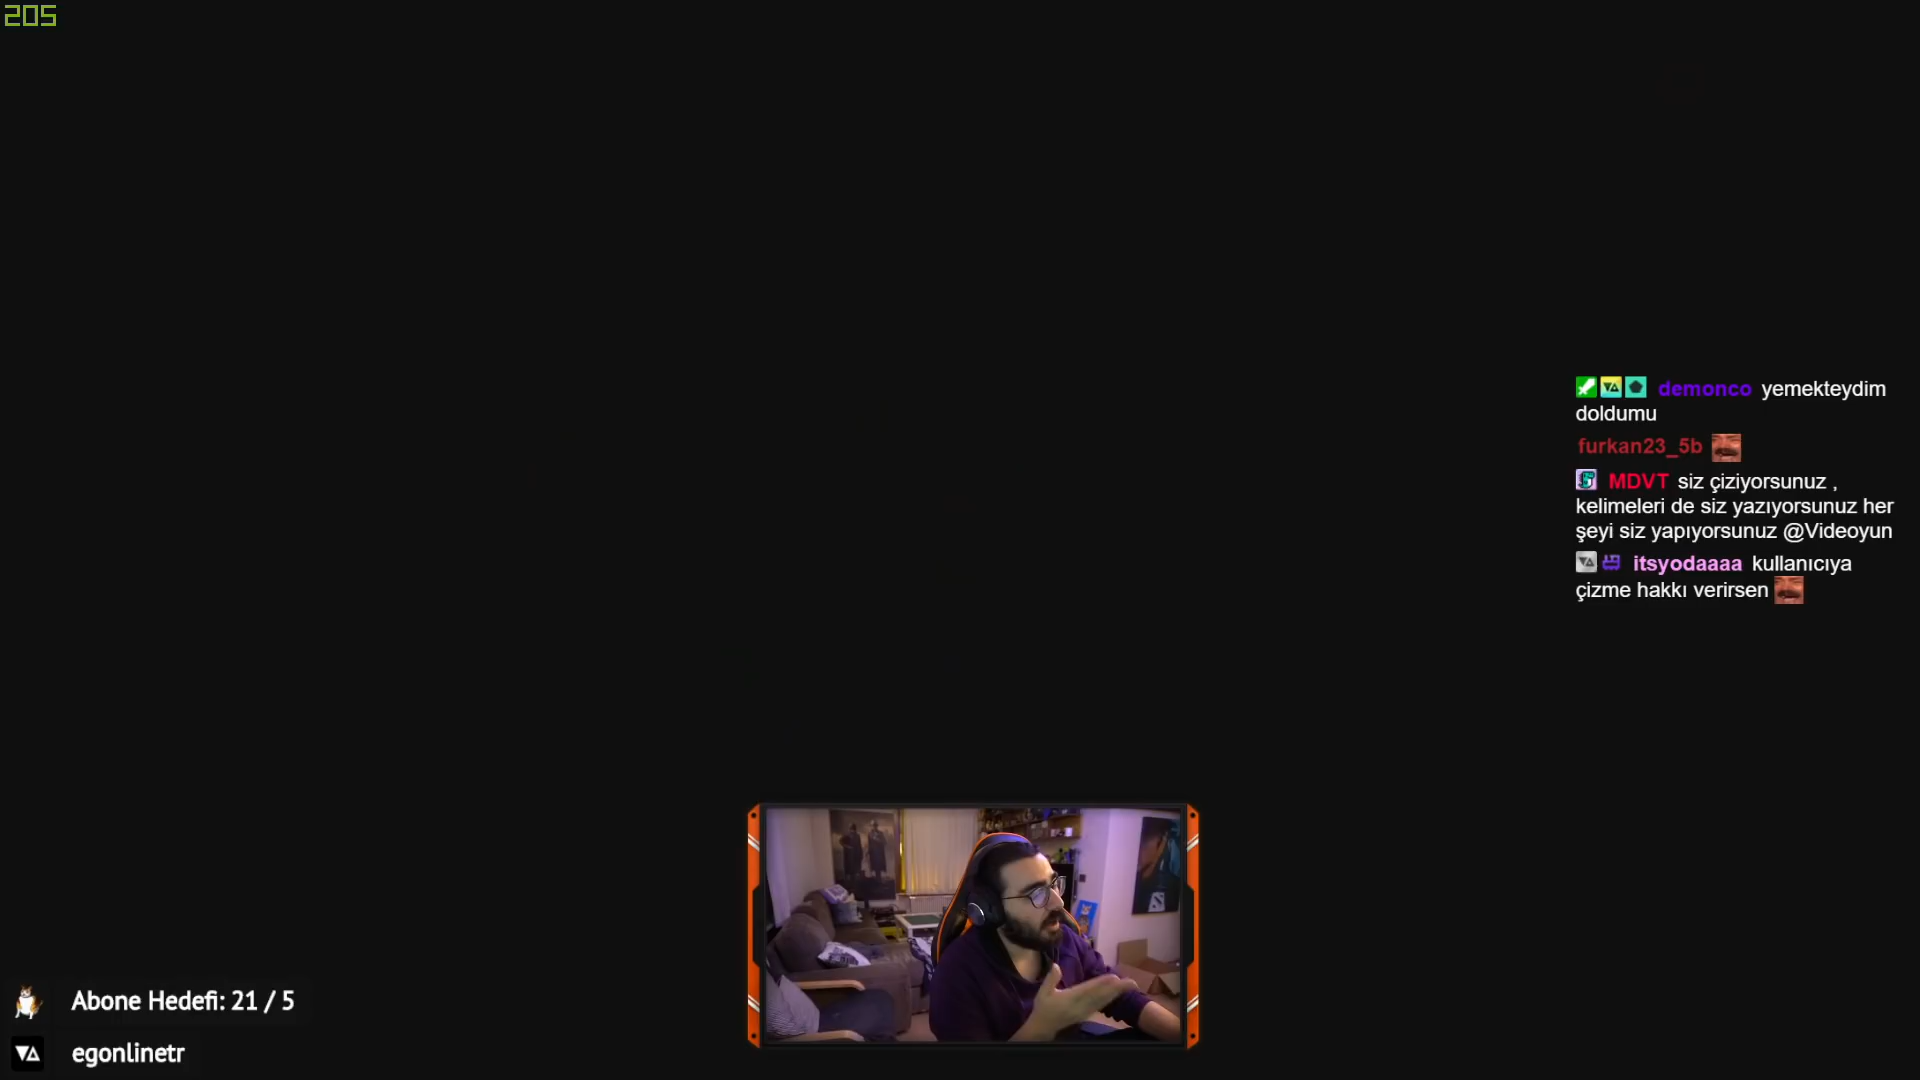 205
demonco yemekteydim
doldumu
furkan23_5b
MDVT siz çiziyorsunuz ,
kelimeleri de siz yazıyorsunuz her
şeyi siz yapıyorsunuz @Videoyun
itsyodaaaa kullanıcıya
çizme hakkı verirsen
Abone Hedefi: 21 / 5
egonlinetr